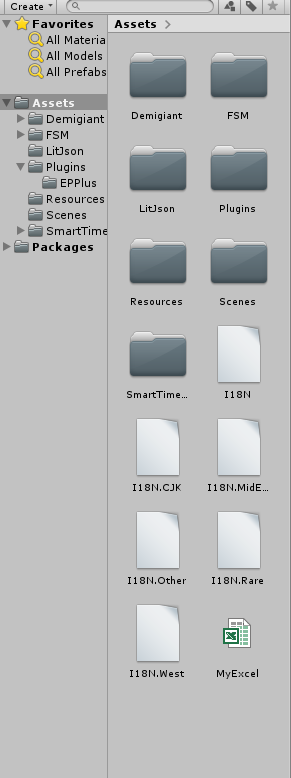 Create
Favorites
All Materia
All Models
All Prefabs
Assets
Demigiant
FSM
LitJson
Plugins
EPPlus
Resources
Scenes
SmartTime
Packages
Assets
Demigiant
FSM
LitJson
Plugins
Resources
Scenes
SmartTime...
I18N
I18N.CJK
I18N.MidE...
I18N.Other
I18N.Rare
I18N.West
MyExcel